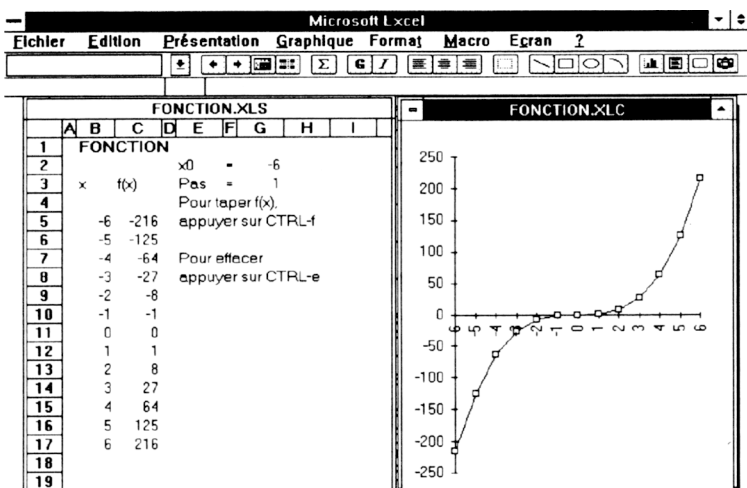 Microsoft Excel
Fichier Edition Présentation Graphique Format Macro Ecran ?
Σ G I
FONCTION.XLS
A B C D E F G H I
1 FONCTION
2 x0 = -6
3 x f(x) Pas = 1
4 Pour taper f(x),
5 -6 -216 appuyer sur CTRL-f
6 -5 -125
7 -4 -64 Pour effacer
8 -3 -27 appuyer sur CTRL-e
9 -2 -8
10 -1 -1
11 0 0
12 1 1
13 2 8
14 3 27
15 4 64
16 5 125
17 6 216
18
19
FONCTION.XLC
250
200
150
100
50
0
-50
-100
-150
-200
-250
-6 -5 -4 -3 -2 -1 0 1 2 3 4 5 6